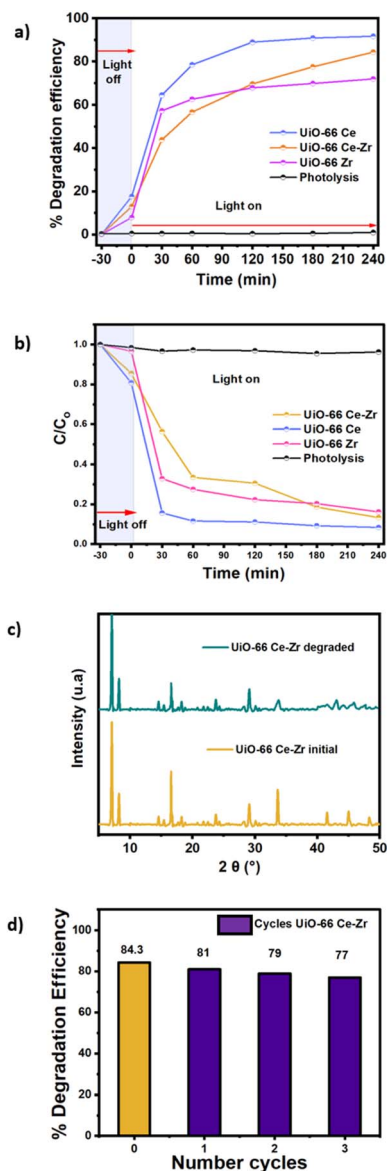 a)
% Degradation efficiency
100
80
60
40
20
0
Light
off
UiO-66 Ce
UiO-66 Ce-Zr
UiO-66 Zr
Photolysis
Light on
-30 0 30 60 90 120 150 180 210 240
Time (min)
b)
C/Co
1.0
0.8
0.6
0.4
0.2
0.0
Light on
UiO-66 Ce-Zr
UiO-66 Ce
UiO-66 Zr
Photolysis
Light off
-30 0 30 60 90 120 150 180 210 240
Time (min)
c)
Intensity (u.a)
UiO-66 Ce-Zr degraded
UiO-66 Ce-Zr initial
10 20 30 40 50
2 θ (°)
d)
% Degradation Efficiency
100
80
60
40
20
0
Cycles UiO-66 Ce-Zr
84.3
81
79
77
0 1 2 3
Number cycles